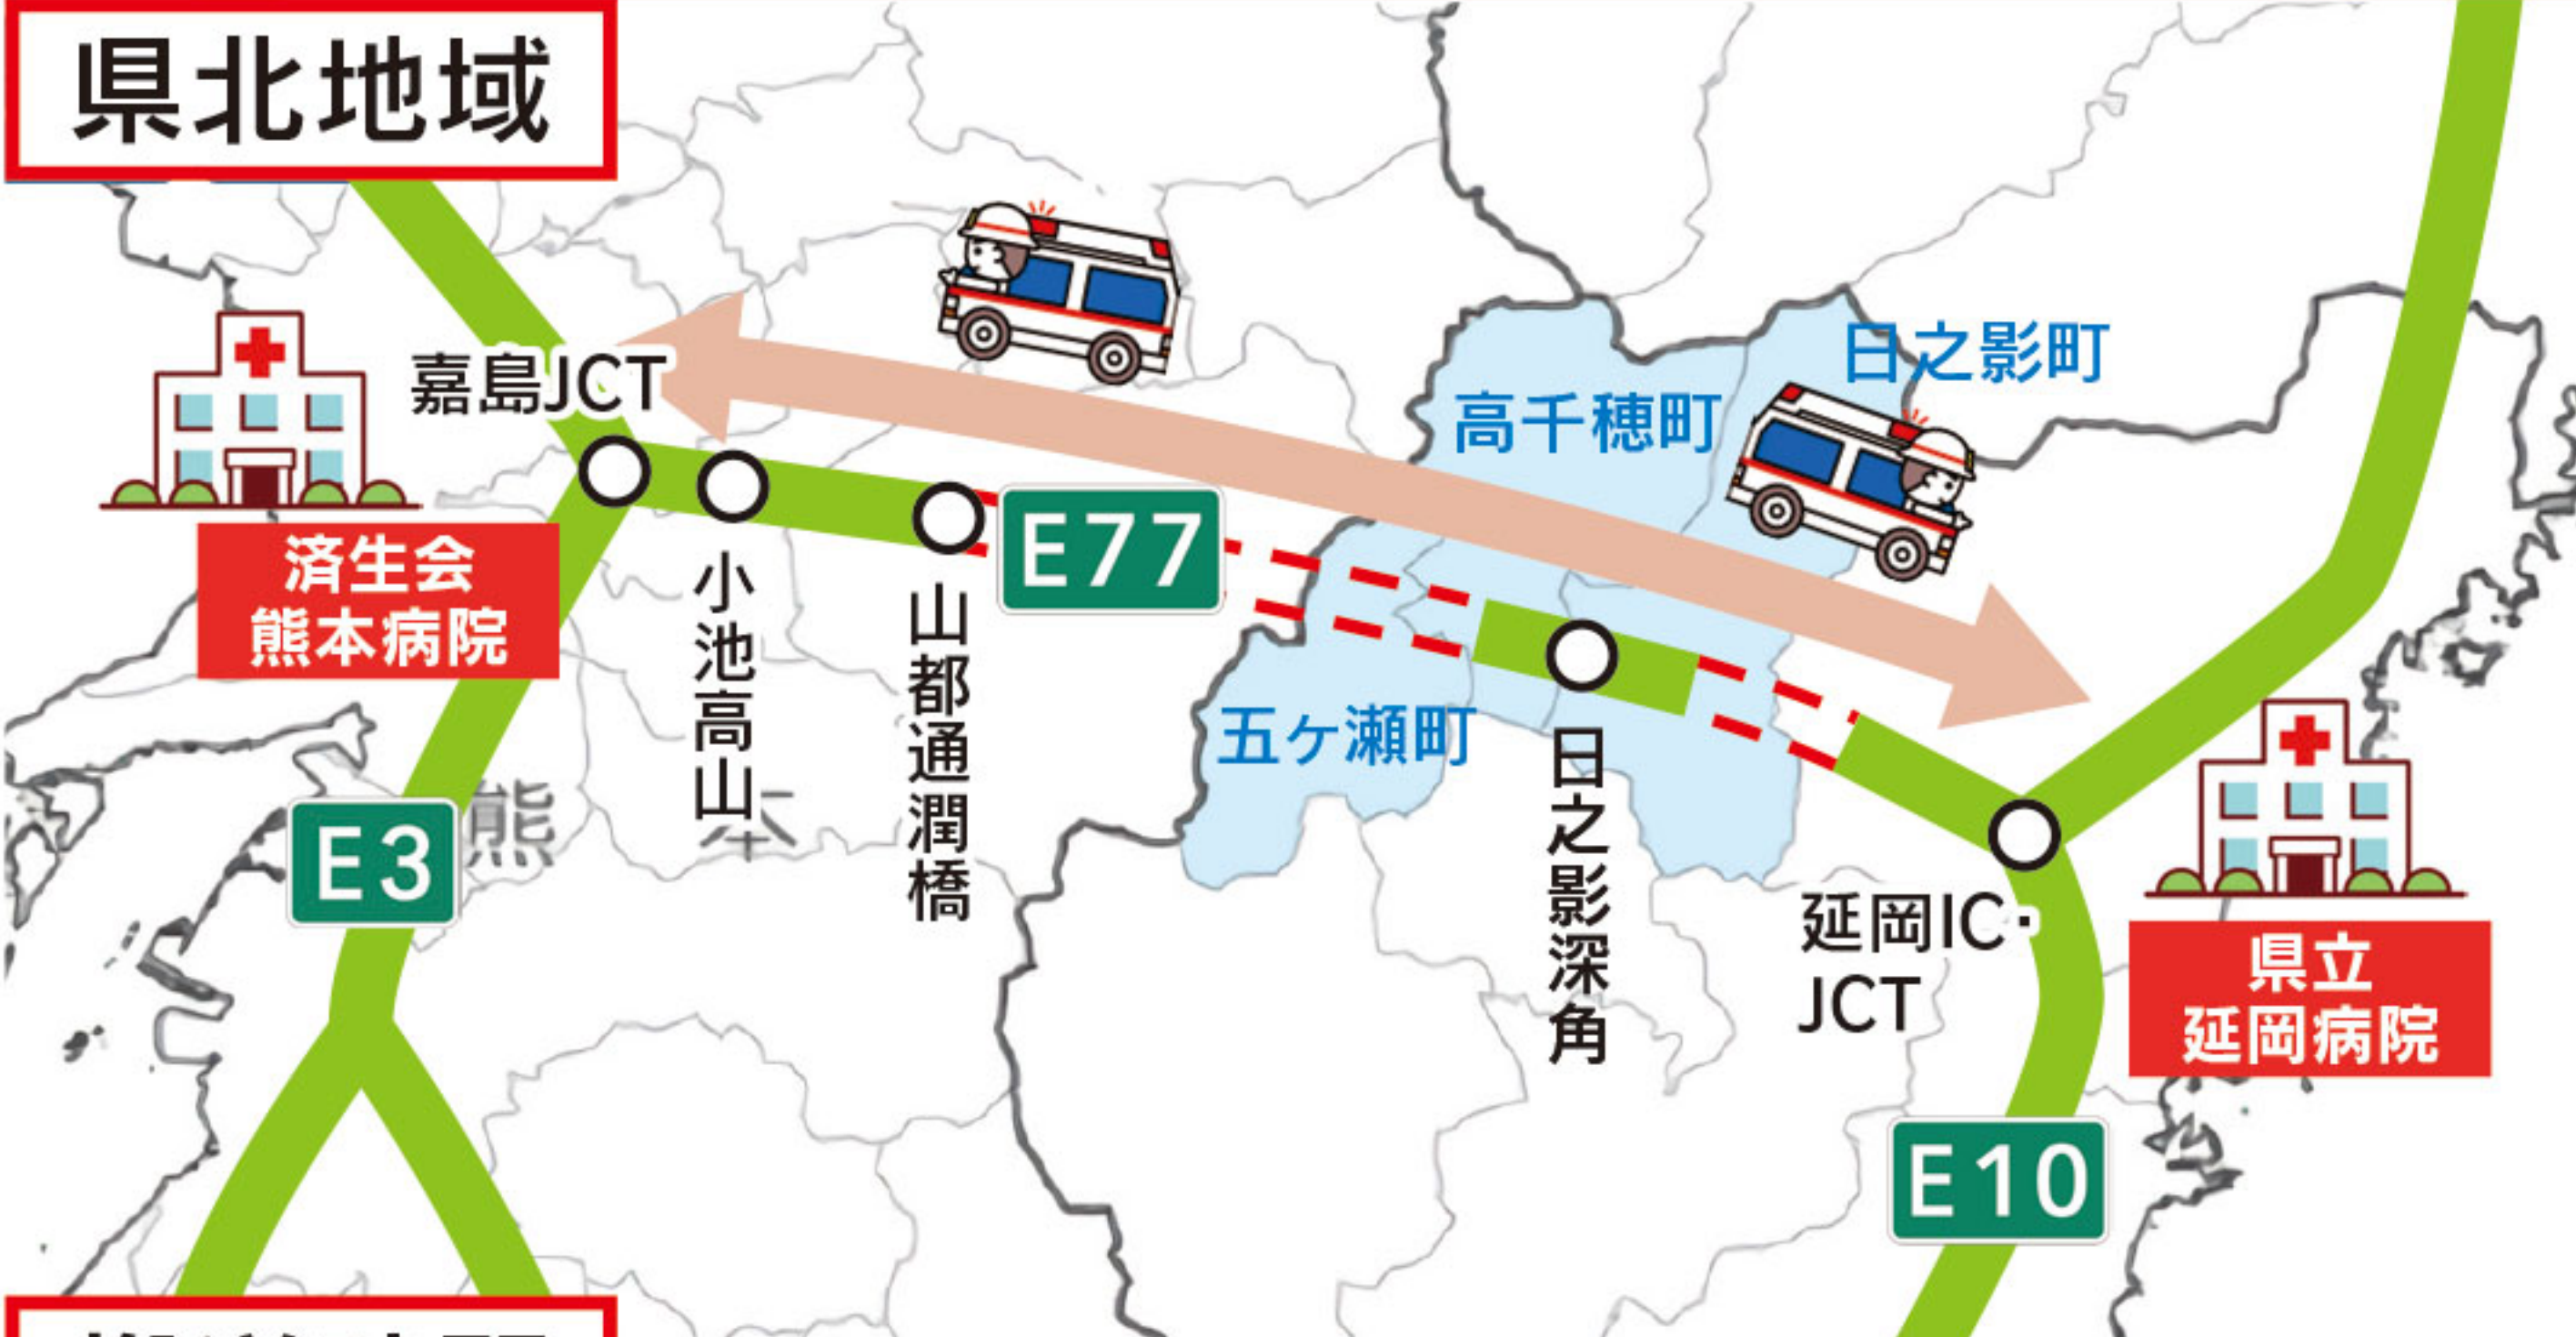 県北地域
嘉島JCT
済生会
熊本病院
小池高山
山都通潤橋
E77
高千穂町
日之影町
五ヶ瀬町
日之影深角
延岡IC・
JCT
県立
延岡病院
E3
熊本
E10